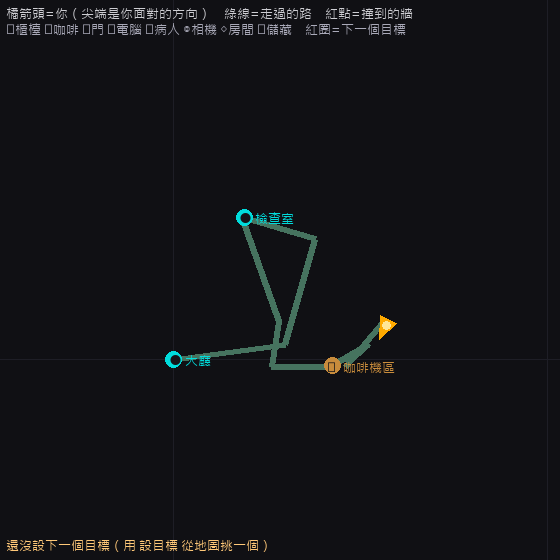 橘箭頭=你（尖端是你面對的方向） 綠線=走過的路 紅點=撞到的牆
櫃檯 咖啡 門 電腦 病人 相機 ◇房間 儲藏 紅圈=下一個目標
檢查室
大廳
咖啡機區
還沒設下一個目標（用 設目標 從地圖挑一個）